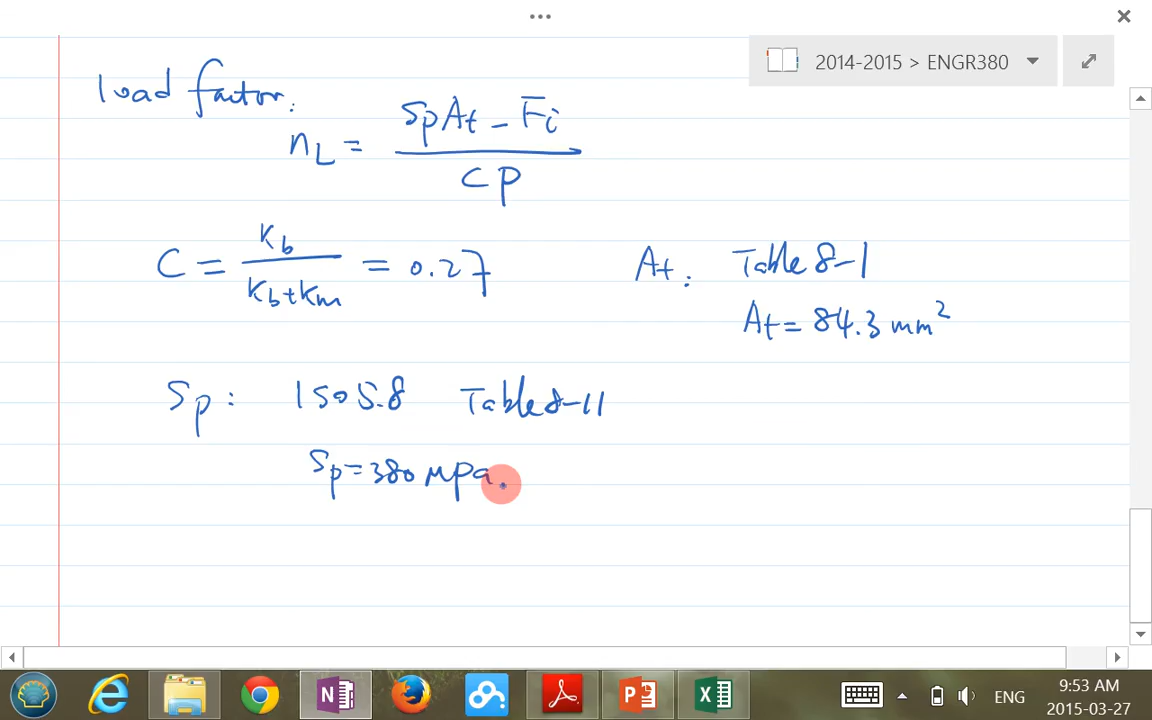 2014-2015 > ENGR380
load factor:
nL = SpAt - Fi / CP
C = Kb / Kb+Km = 0.27
At: Table 8-1
At = 84.3 mm²
Sp: ISO 5.8 Table 8-11
Sp = 380 MPa.
ENG
9:53 AM
2015-03-27